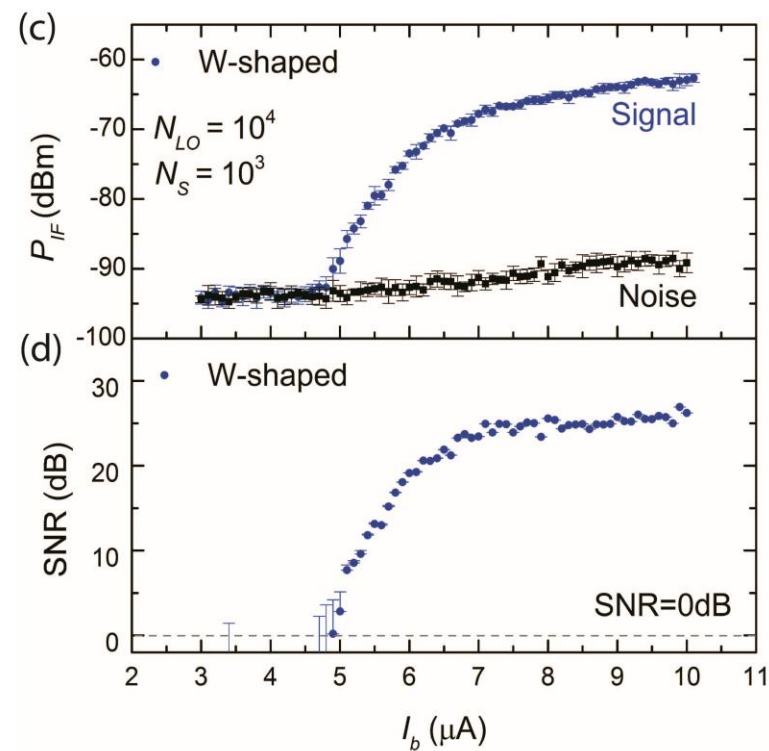 (c)
W-shaped
N_LO = 10^4
N_S = 10^3
Signal
Noise
P_IF (dBm)
-60
-70
-80
-90
-100
(d)
W-shaped
SNR=0dB
SNR (dB)
30
20
10
0
2 3 4 5 6 7 8 9 10 11
I_b (μA)